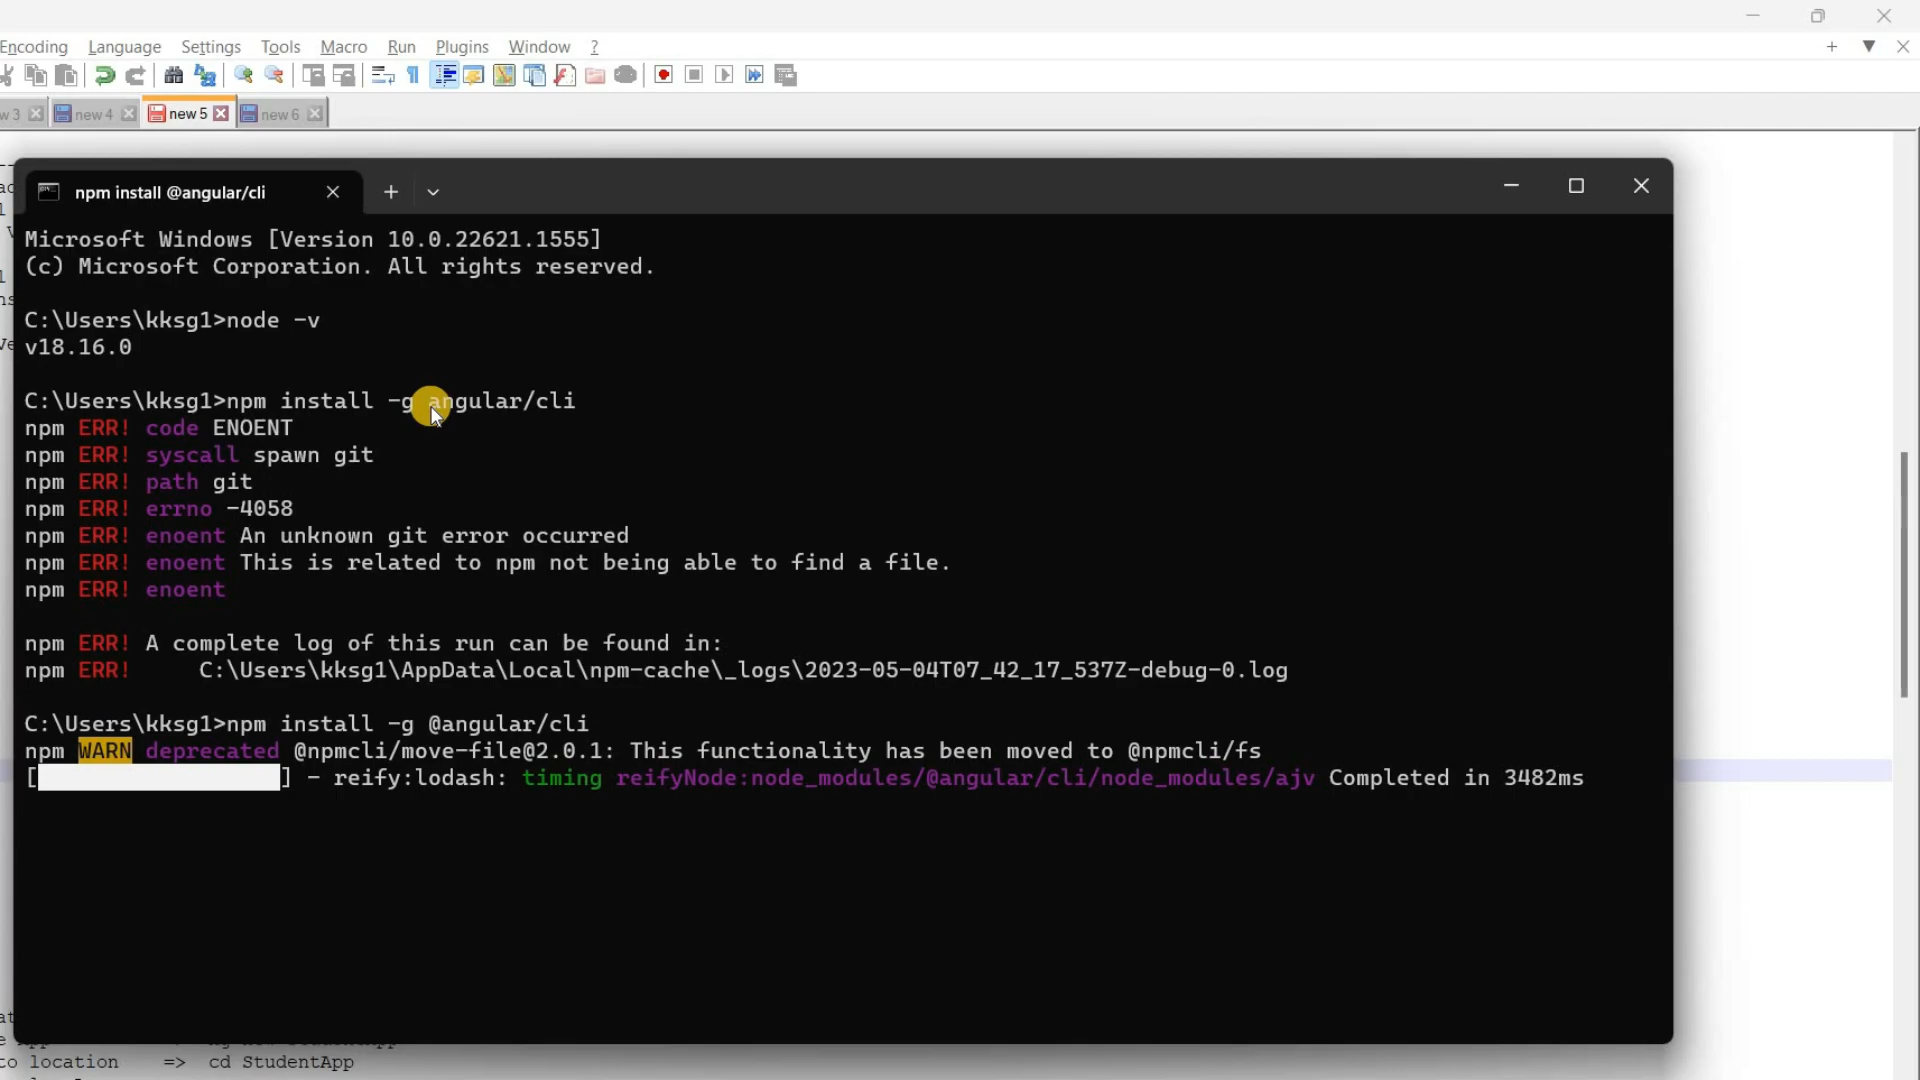 Encoding Language Settings Tools Macro Run Plugins Window ?
new 4 new 5 new 6
npm install @angular/cli
Microsoft Windows [Version 10.0.22621.1555]
(c) Microsoft Corporation. All rights reserved.
C:\Users\kksg1>node -v
v18.16.0
C:\Users\kksg1>npm install -g angular/cli
npm ERR! code ENOENT
npm ERR! syscall spawn git
npm ERR! path git
npm ERR! errno -4058
npm ERR! enoent An unknown git error occurred
npm ERR! enoent This is related to npm not being able to find a file.
npm ERR! enoent
npm ERR! A complete log of this run can be found in:
npm ERR!     C:\Users\kksg1\AppData\Local\npm-cache\_logs\2023-05-04T07_42_17_537Z-debug-0.log
C:\Users\kksg1>npm install -g @angular/cli
npm WARN deprecated @npmcli/move-file@2.0.1: This functionality has been moved to @npmcli/fs
[                  ] - reify:lodash: timing reifyNode:node_modules/@angular/cli/node_modules/ajv Completed in 3482ms
to location => cd StudentApp